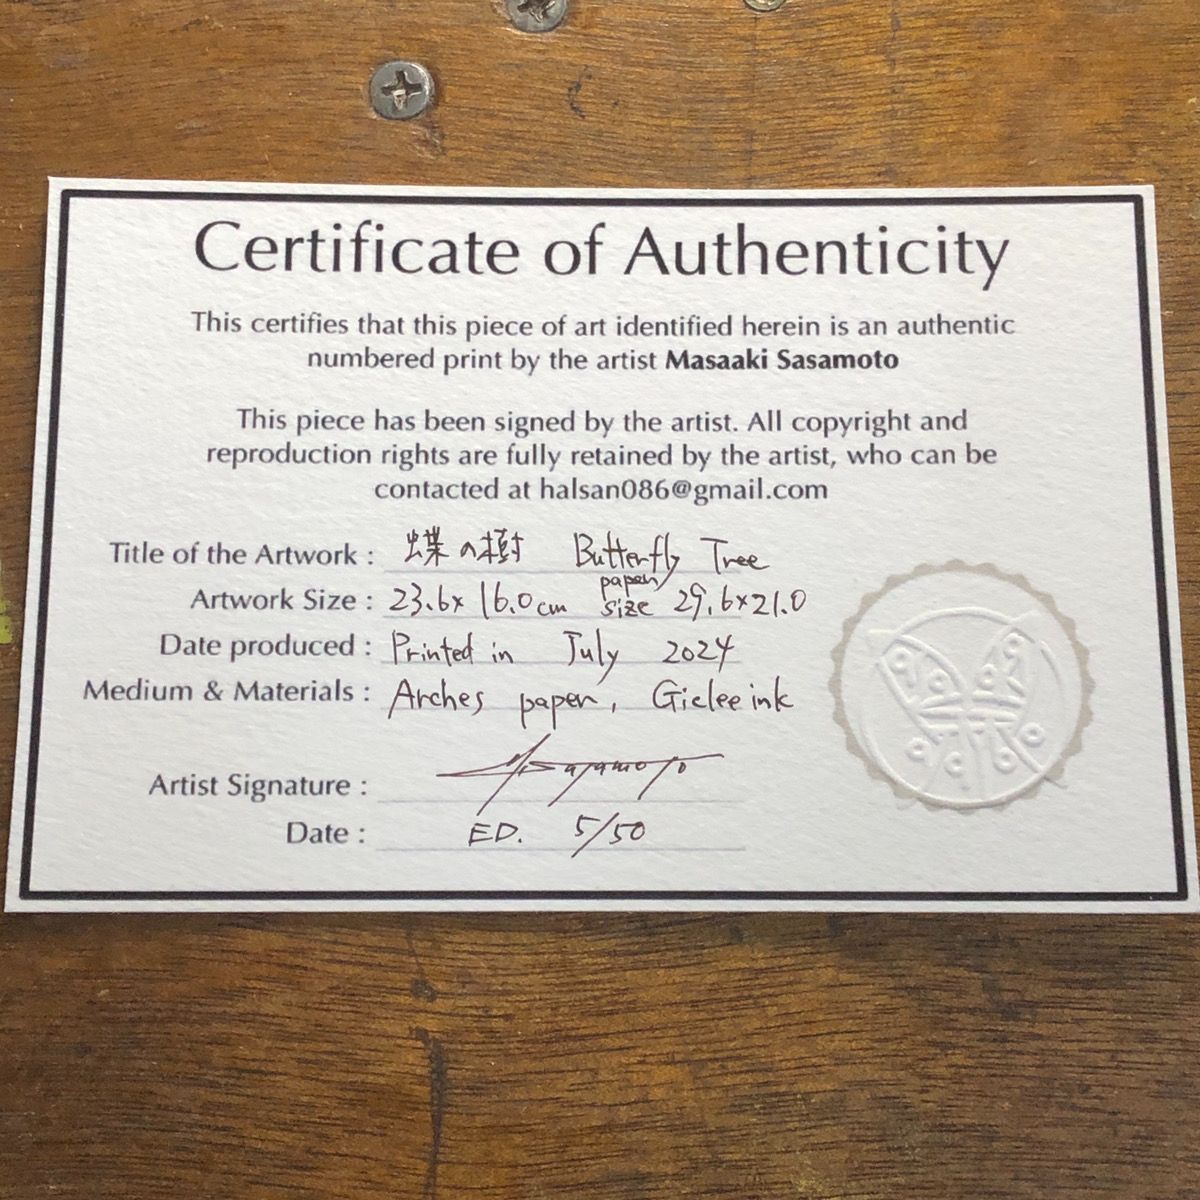 Certificate of Authenticity
This certifies that this piece of art identified herein is an authentic
numbered print by the artist Masaaki Sasamoto
This piece has been signed by the artist. All copyright and
reproduction rights are fully retained by the artist, who can be
contacted at halsan086@gmail.com
Title of the Artwork : 蝶の樹 Butterfly Tree
Artwork Size : 23.6× 16.0cm paper size 29.6×21.0
Date produced : Printed in July 2024
Medium & Materials : Arches paper, Giclee ink
Artist Signature :
Date : ED. 5/50